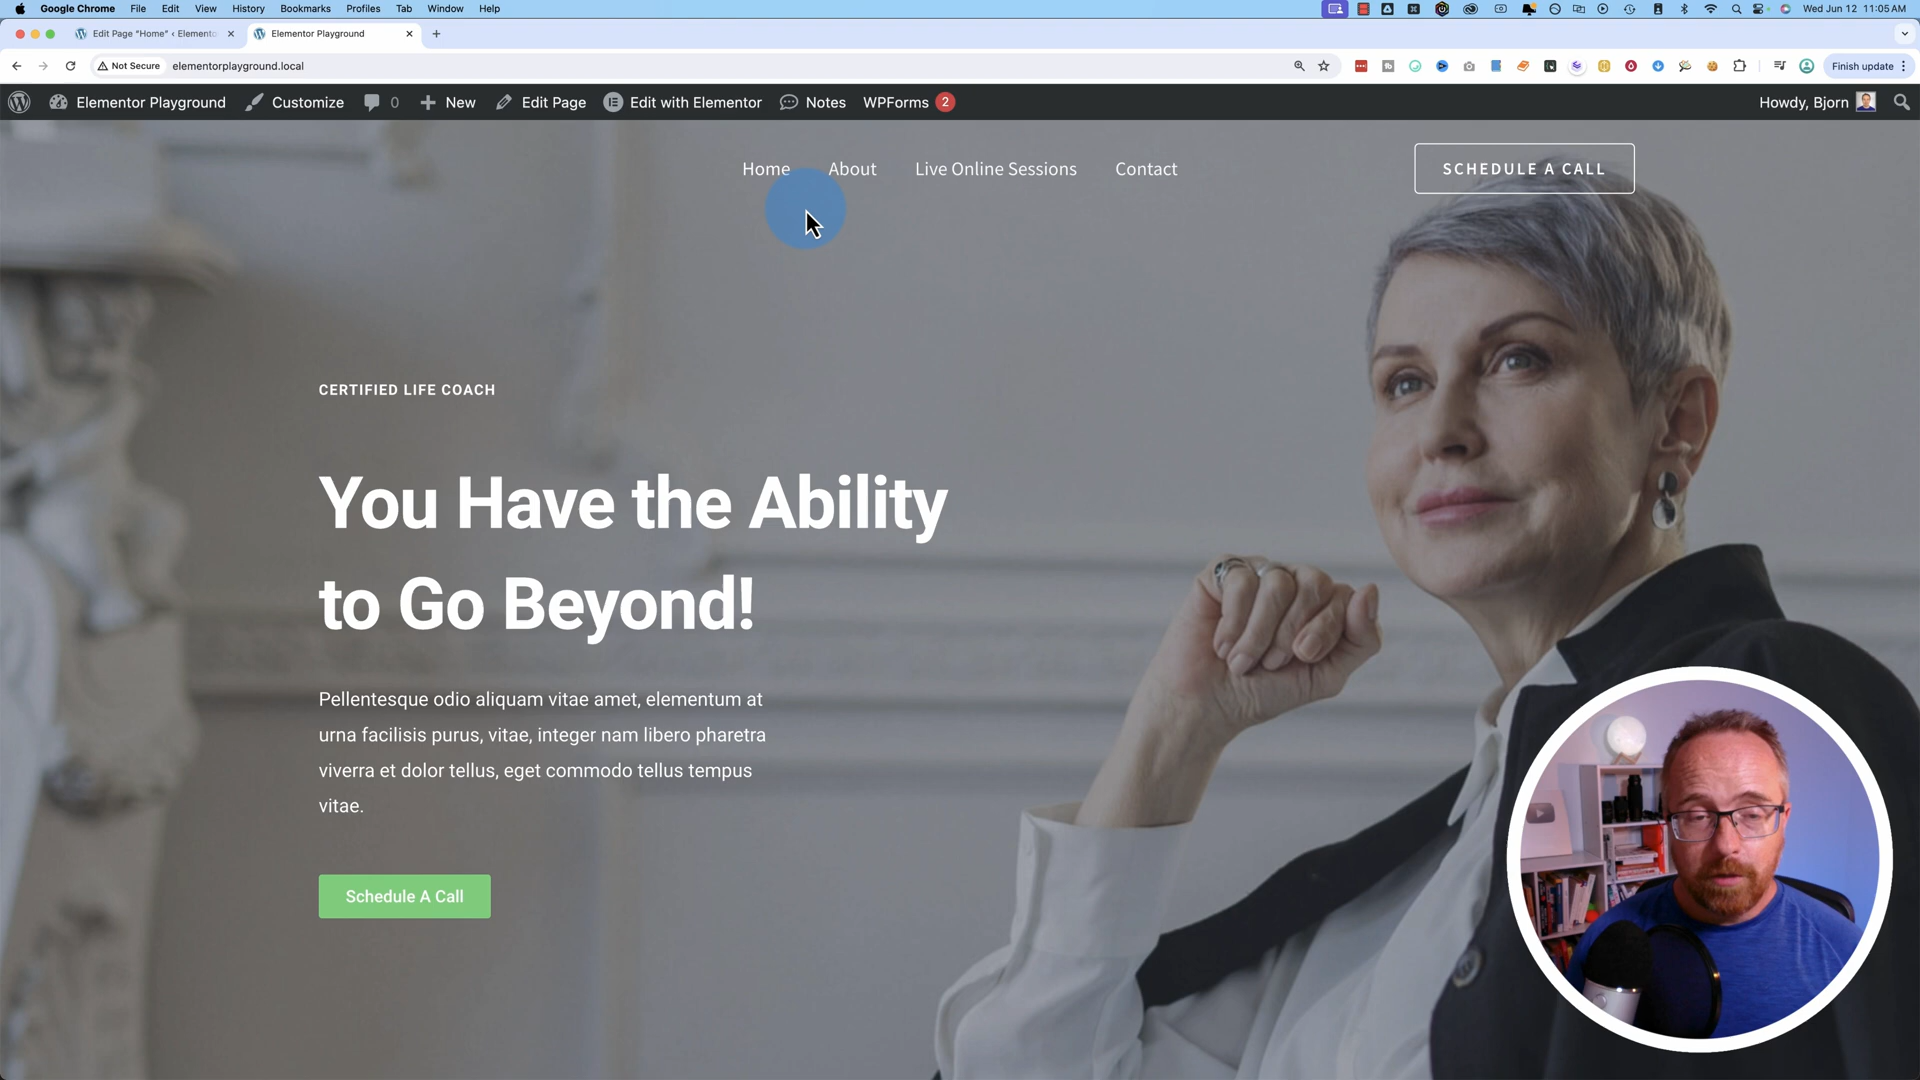 Google Chrome File Edit View History Bookmarks Profiles Tab Window Help Wed Jun 12 11:05 AM
Edit Page "Home" ‹ Elemento Elementor Playground
Not Secure elementorplayground.local Finish update
Elementor Playground Customize 0 New Edit Page Edit with Elementor Notes WPForms 2 Howdy, Bjorn
Home About Live Online Sessions Contact SCHEDULE A CALL
CERTIFIED LIFE COACH
You Have the Ability
to Go Beyond!
Pellentesque odio aliquam vitae amet, elementum at
urna facilisis purus, vitae, integer nam libero pharetra
viverra et dolor tellus, eget commodo tellus tempus
vitae.
Schedule A Call